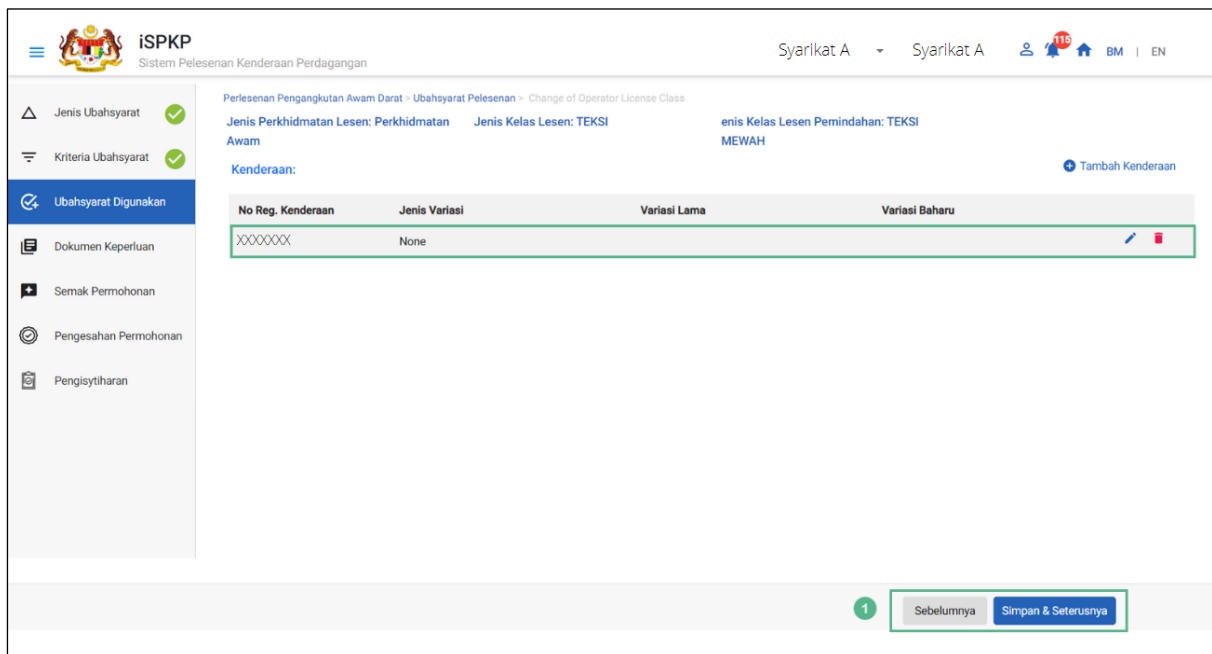 iSPKP
Sistem Pelesenan Kenderaan Perdagangan
Syarikat A
Syarikat A
115
BM | EN
Jenis Ubahsyarat
Kriteria Ubahsyarat
Ubahsyarat Digunakan
Dokumen Keperluan
Semak Permohonan
Pengesahan Permohonan
Pengisytiharan
Perlesenan Pengangkutan Awam Darat > Ubahsyarat Pelesenan > Change of Operator License Class
Jenis Perkhidmatan Lesen: Perkhidmatan
Awam
Jenis Kelas Lesen: TEKSI
enis Kelas Lesen Pemindahan: TEKSI
MEWAH
Kenderaan:
Tambah Kenderaan
No Reg. Kenderaan Jenis Variasi Variasi Lama Variasi Baharu
XXXXXXX None
1
Sebelumnya
Simpan & Seterusnya